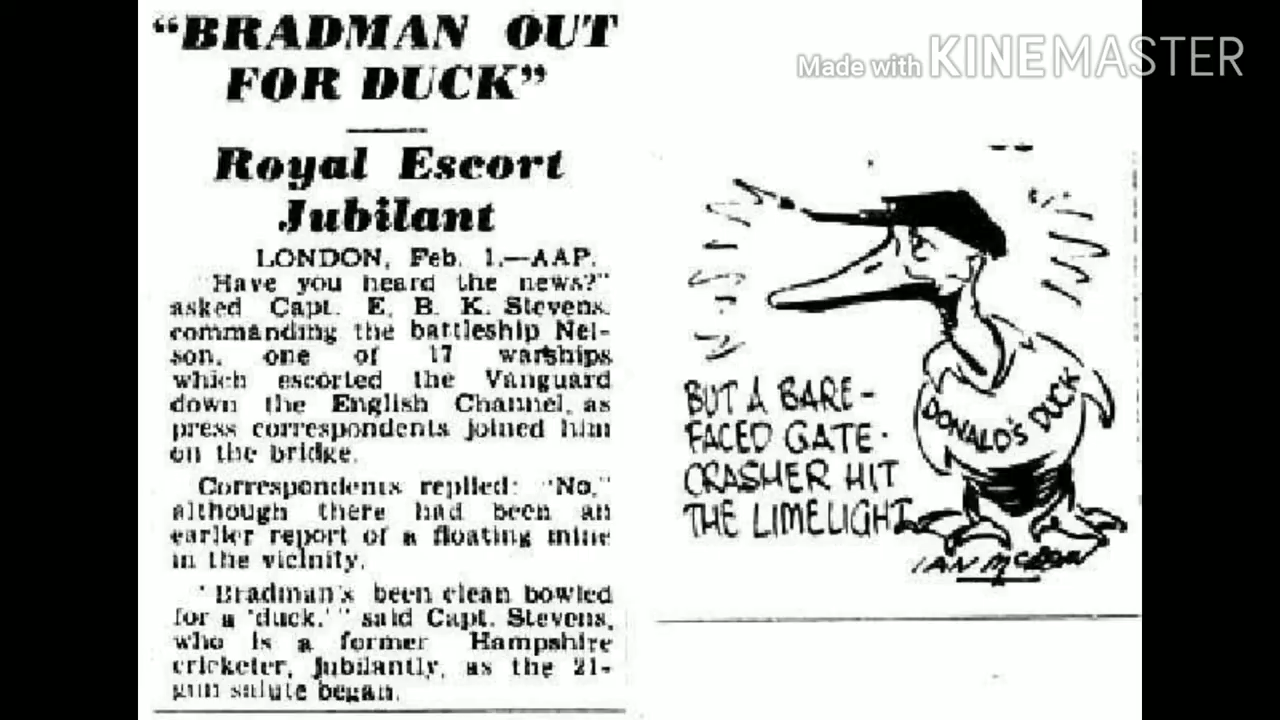 "BRADMAN OUT
FOR DUCK"
Royal Escort
Jubilant
LONDON, Feb. 1.—AAP.
"Have you heard the news?"
asked Capt. E. B. K. Stevens,
commanding the battleship Nel-
son, one of 17 warships
which escorted the Vanguard
down the English Channel, as
press correspondents joined him
on the bridge.
Correspondents replied: "No,"
although there had been an
earlier report of a floating mine
in the vicinity.
"Bradman's been clean bowled
for a 'duck,'" said Capt. Stevens,
who is a former Hampshire
cricketer, jubilantly, as the 21-
gun salute began.
Made with KINEMASTER
BUT A BARE-
FACED GATE-
CRASHER HIT
THE LIMELIGHT
DONALD'S DUCK
IAN